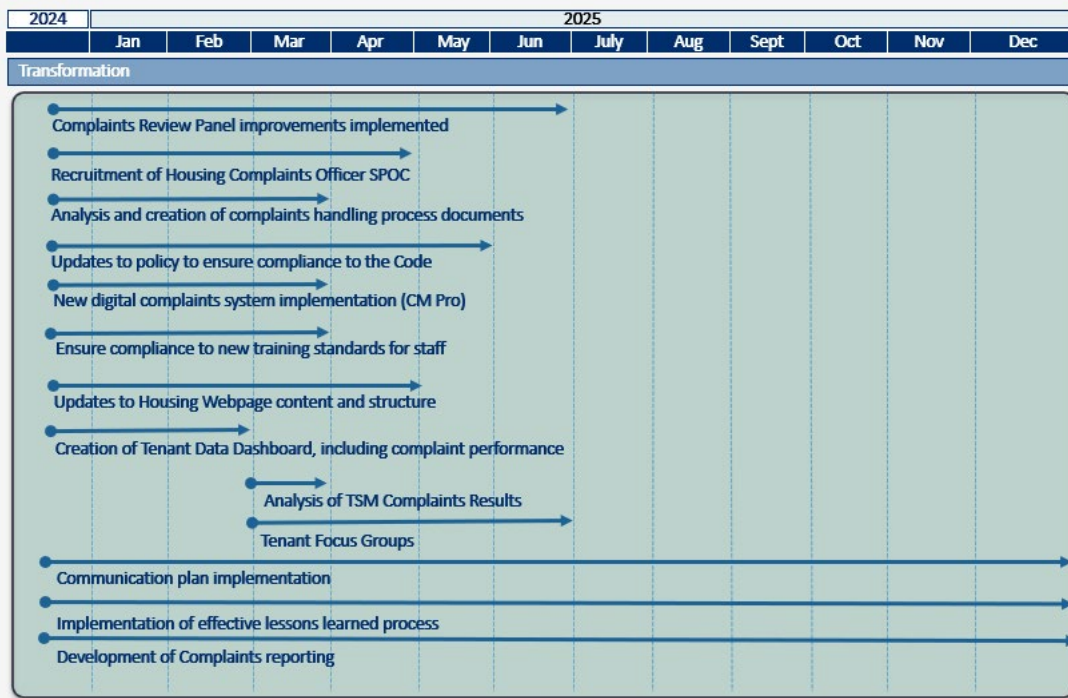 2024 2025
Jan Feb Mar Apr May Jun July Aug Sept Oct Nov Dec
Transformation
Complaints Review Panel improvements implemented
Recruitment of Housing Complaints Officer SPOC
Analysis and creation of complaints handling process documents
Updates to policy to ensure compliance to the Code
New digital complaints system implementation (CM Pro)
Ensure compliance to new training standards for staff
Updates to Housing Webpage content and structure
Creation of Tenant Data Dashboard, including complaint performance
Analysis of TSM Complaints Results
Tenant Focus Groups
Communication plan implementation
Implementation of effective lessons learned process
Development of Complaints reporting